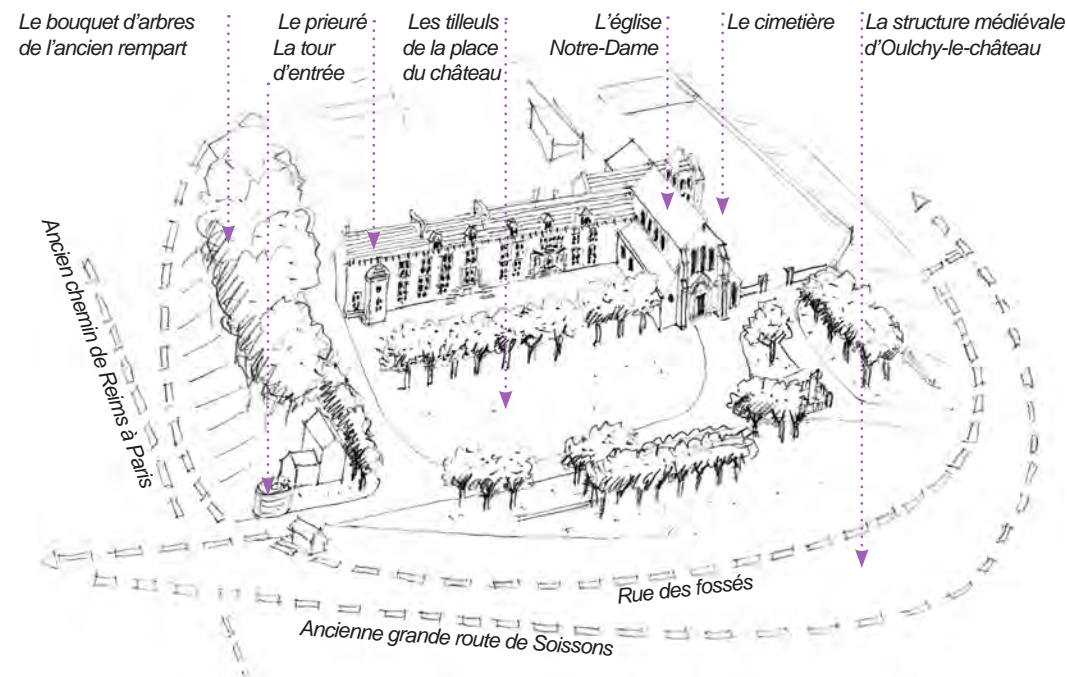 Le bouquet d’arbres
de l’ancien rempart
Le prieuré
La tour
d’entrée
Les tilleuls
de la place
du château
L’église
Notre-Dame
Le cimetière
La structure médiévale
d’Oulchy-le-château
Ancien chemin de Reims à Paris
Rue des fossés
Ancienne grande route de Soissons